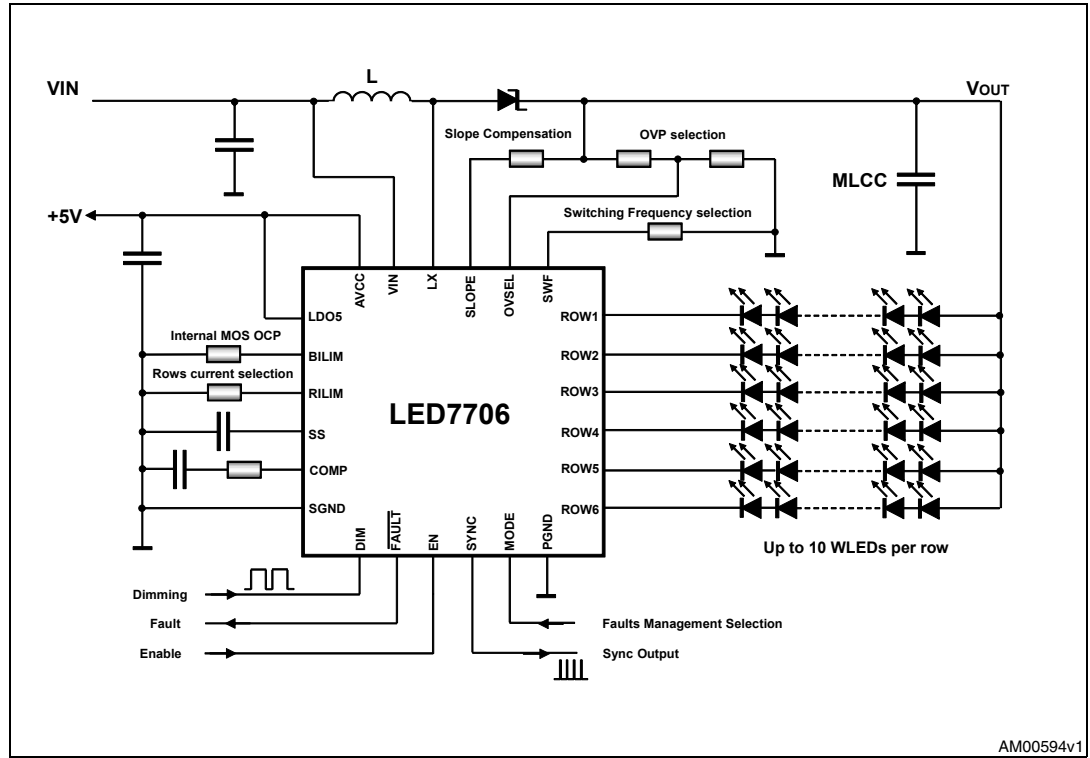 VIN
L
VOUT
Slope Compensation
OVP selection
MLCC
+5V
Switching Frequency selection
AVCC
VIN
LX
SLOPE
OVSEL
SWF
LDO5
ROW1
Internal MOS OCP
BILIM
ROW2
Rows current selection
RILIM
ROW3
LED7706
SS
ROW4
COMP
ROW5
SGND
ROW6
DIM
FAULT
EN
SYNC
MODE
PGND
Up to 10 WLEDs per row
Dimming
Fault
Faults Management Selection
Enable
Sync Output
AM00594v1